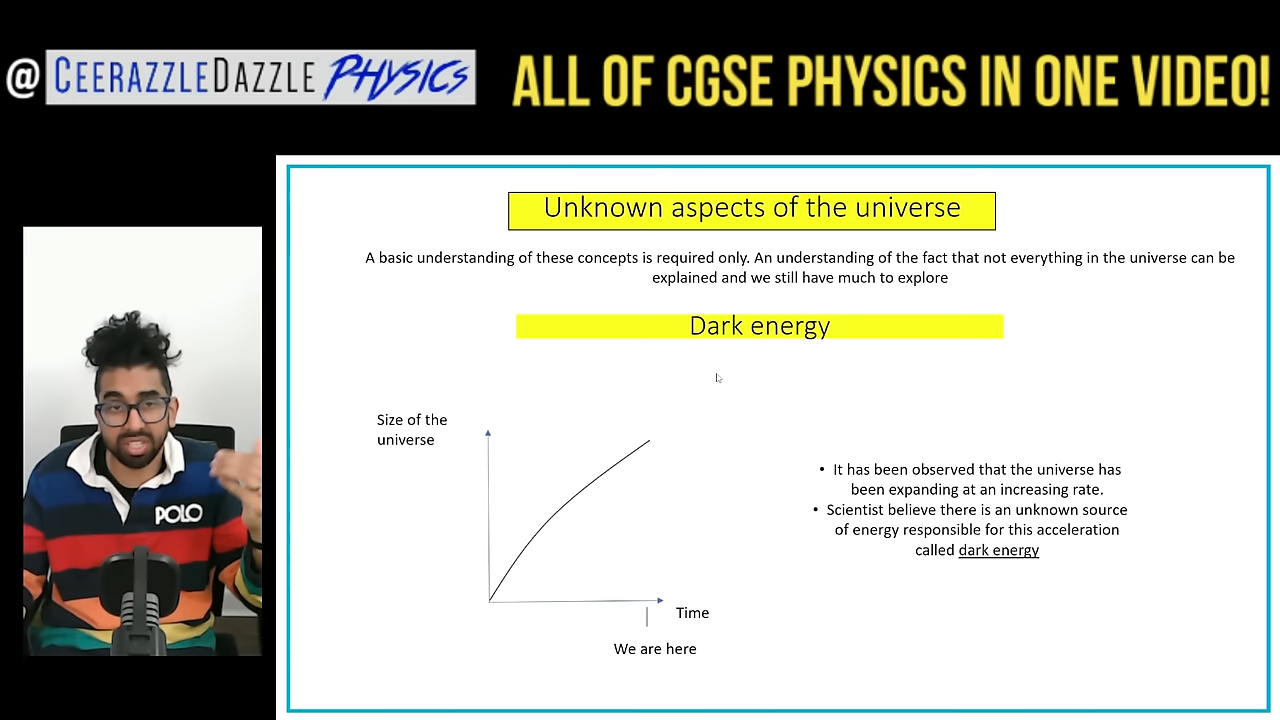 @ CEERAZZLEDAZZLE PHYSICS ALL OF CGSE PHYSICS IN ONE VIDEO!
Unknown aspects of the universe
A basic understanding of these concepts is required only. An understanding of the fact that not everything in the universe can be
explained and we still have much to explore
Dark energy
Size of the
universe
Time
We are here
• It has been observed that the universe has
been expanding at an increasing rate.
• Scientist believe there is an unknown source
of energy responsible for this acceleration
called dark energy
POLO